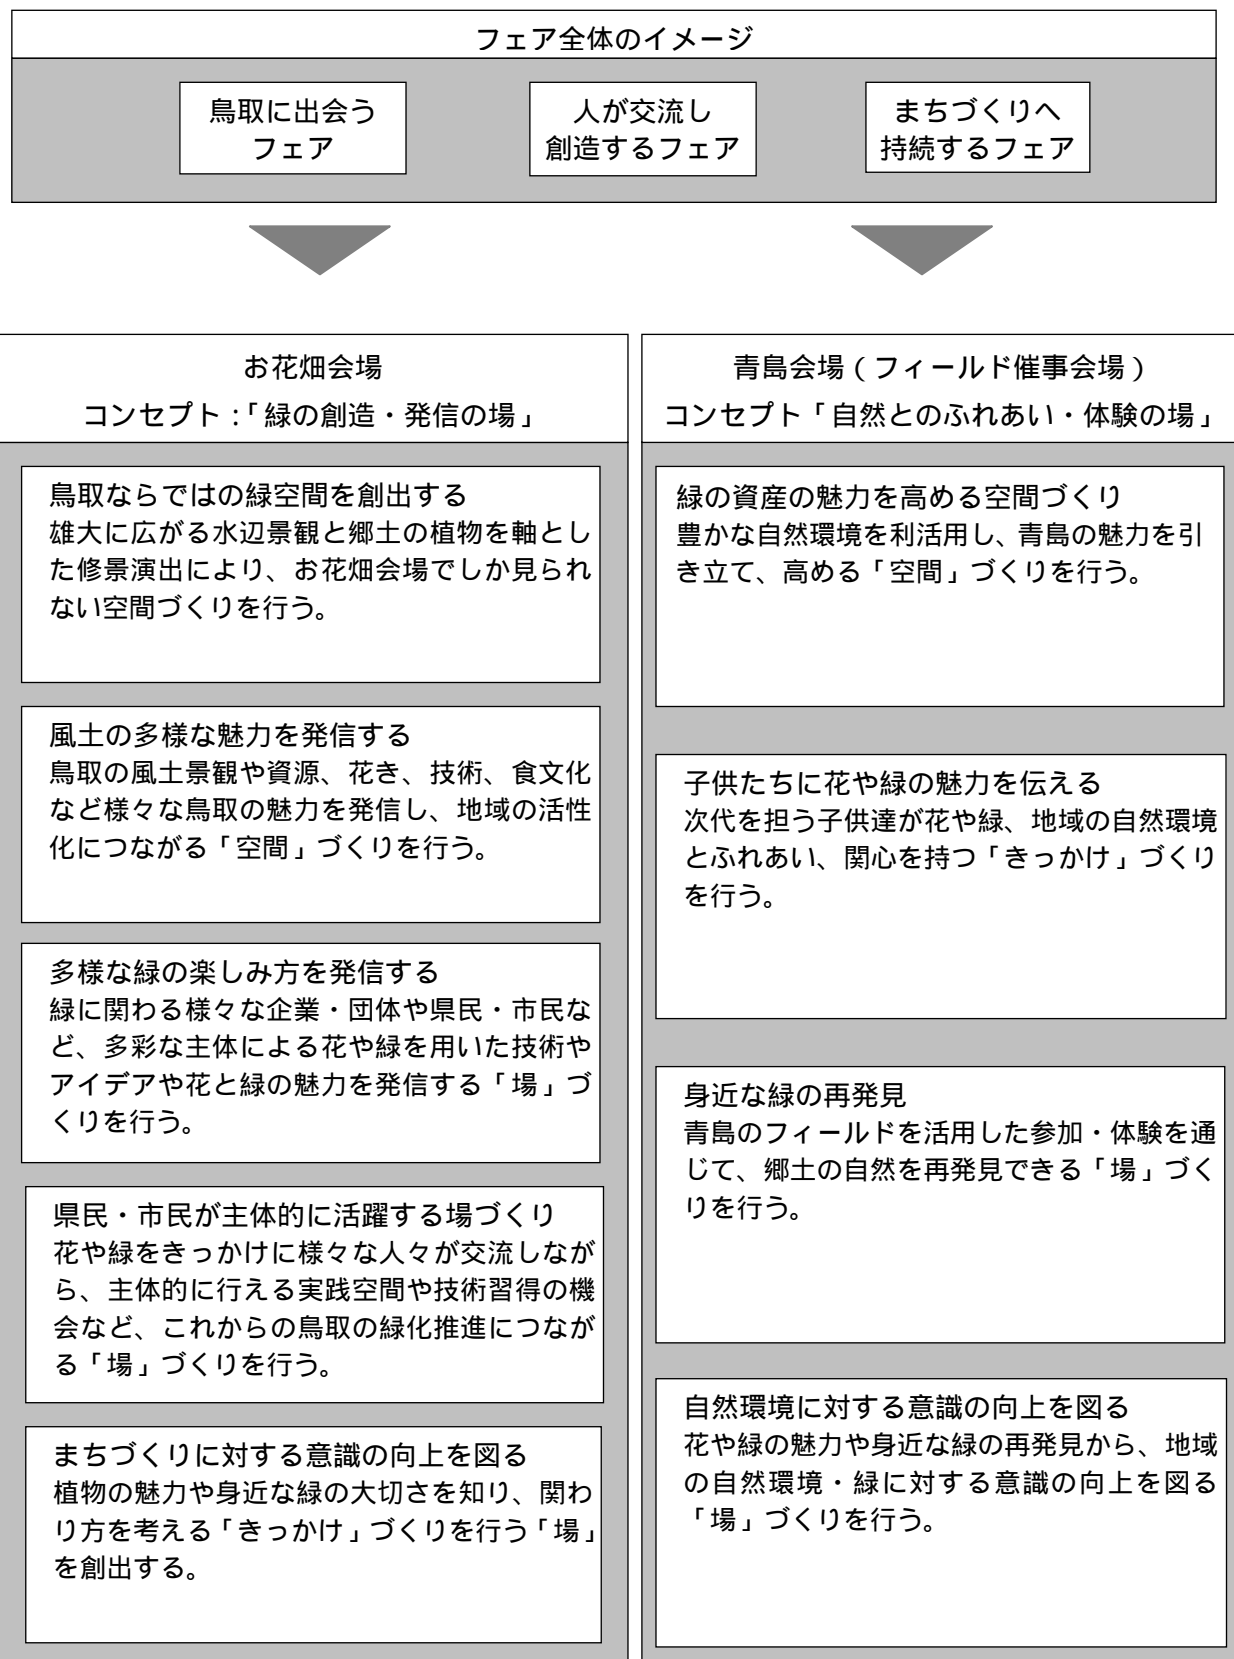 フェア全体のイメージ
鳥取に出会う
フェア
人が交流し
創造するフェア
まちづくりへ
持続するフェア
お花畑会場
コンセプト：「緑の創造・発信の場」
鳥取ならではの緑空間を創出する
雄大に広がる水辺景観と郷土の植物を軸とし
た修景演出により、お花畑会場でしか見られ
ない空間づくりを行う。
風土の多様な魅力を発信する
鳥取の風土景観や資源、花き、技術、食文化
など様々な鳥取の魅力を発信し、地域の活性
化につながる「空間」づくりを行う。
多様な緑の楽しみ方を発信する
緑に関わる様々な企業・団体や県民・市民な
ど、多彩な主体による花や緑を用いた技術や
アイデアや花と緑の魅力を発信する「場」づ
くりを行う。
県民・市民が主体的に活躍する場づくり
花や緑をきっかけに様々な人々が交流しなが
ら、主体的に行える実践空間や技術習得の機
会など、これからの鳥取の緑化推進につなが
る「場」づくりを行う。
まちづくりに対する意識の向上を図る
植物の魅力や身近な緑の大切さを知り、関わ
り方を考える「きっかけ」づくりを行う「場」
を創出する。
青島会場（フィールド催事会場）
コンセプト「自然とのふれあい・体験の場」
緑の資産の魅力を高める空間づくり
豊かな自然環境を利活用し、青島の魅力を引
き立て、高める「空間」づくりを行う。
子供たちに花や緑の魅力を伝える
次代を担う子供達が花や緑、地域の自然環境
とふれあい、関心を持つ「きっかけ」づくり
を行う。
身近な緑の再発見
青島のフィールドを活用した参加・体験を通
じて、郷土の自然を再発見できる「場」づく
りを行う。
自然環境に対する意識の向上を図る
花や緑の魅力や身近な緑の再発見から、地域
の自然環境・緑に対する意識の向上を図る
「場」づくりを行う。